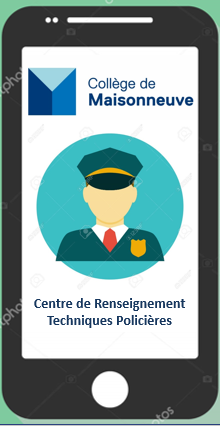 Collège de
Maisonneuve
Centre de Renseignement
Techniques Policières